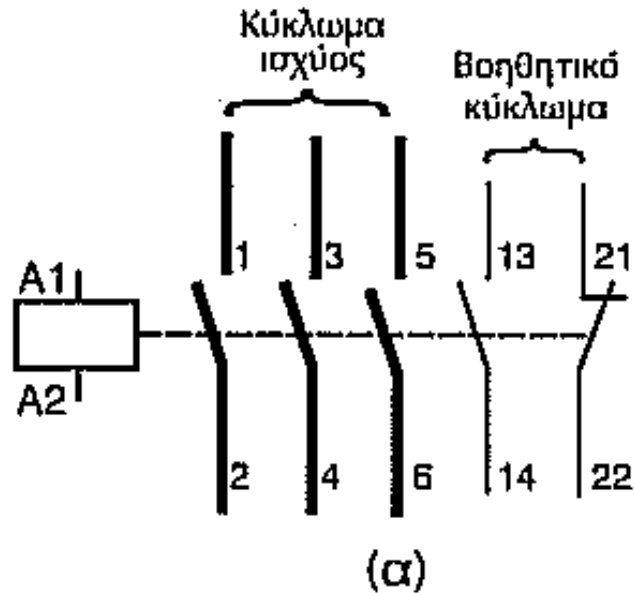 Κύκλωμα
ισχύος
Βοηθητικό
κύκλωμα
1 3 5 13 21
A1
A2
2 4 6 14 22
(α)